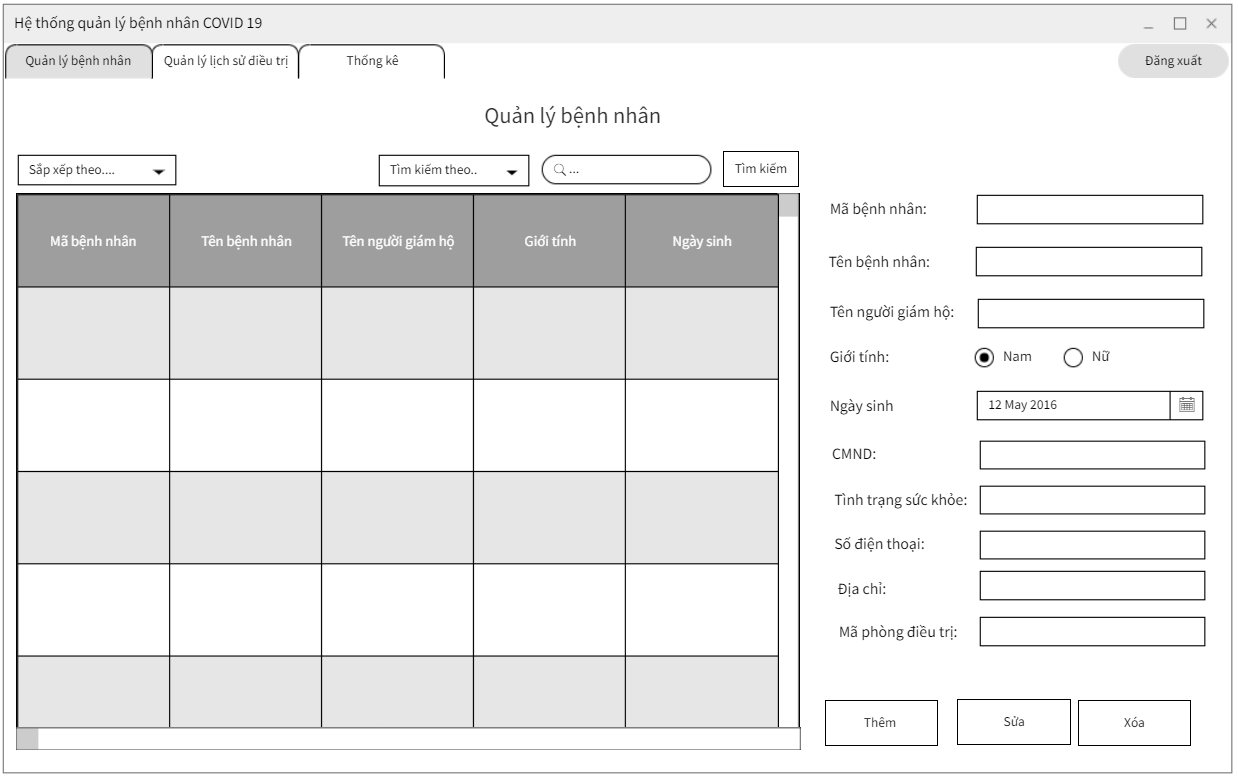 Hệ thống quản lý bệnh nhân COVID 19
Quản lý bệnh nhân
Quản lý lịch sử điều trị
Thống kê
Đăng xuất
Quản lý bệnh nhân
Sắp xếp theo....
Tìm kiếm theo..
...
Tìm kiếm
Mã bệnh nhân
Tên bệnh nhân
Tên người giám hộ
Giới tính
Ngày sinh
Mã bệnh nhân:
Tên bệnh nhân:
Tên người giám hộ:
Giới tính:
Nam
Nữ
Ngày sinh
12 May 2016
CMND:
Tình trạng sức khỏe:
Số điện thoại:
Địa chỉ:
Mã phòng điều trị:
Thêm
Sửa
Xóa